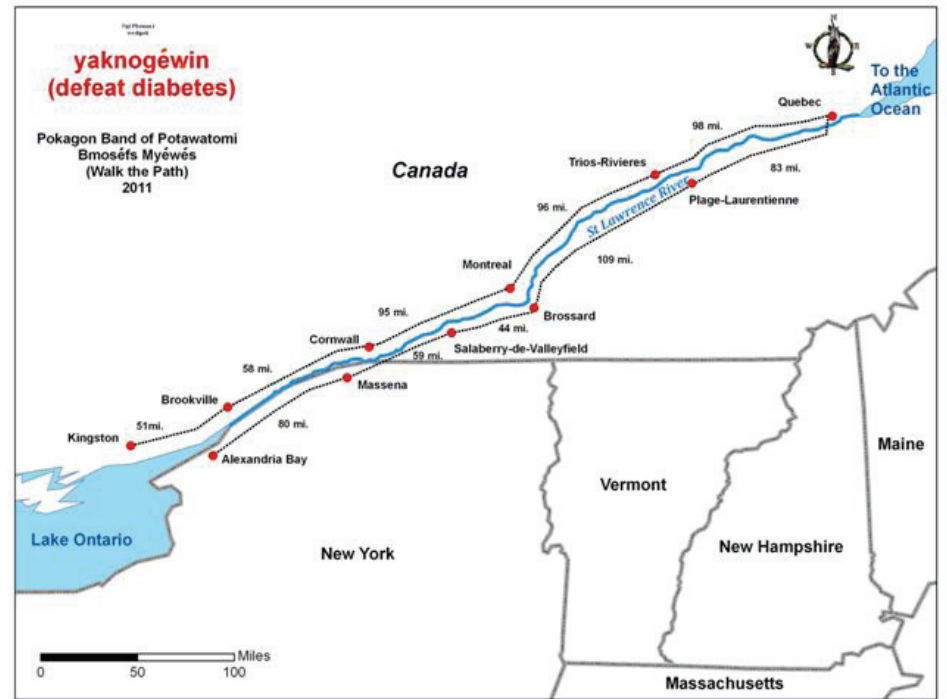 yaknogéwin
(defeat diabetes)
Pokagon Band of Potawatomi
Bmoséfs Myéwés
(Walk the Path)
2011
N
W
S
To the
Atlantic
Ocean
Quebec
98 mi.
83 mi.
Canada
Trios-Rivieres
St Lawrence River
Plage-Laurentienne
96 mi.
109 mi.
Montreal
Brossard
95 mi.
44 mi.
Cornwall
Salaberry-de-Valleyfield
59 mi.
58 mi.
Massena
Brookville
80 mi.
51mi.
Kingston
Alexandria Bay
Maine
Vermont
Lake Ontario
New York
New Hampshire
Miles
0
50
100
Massachusetts